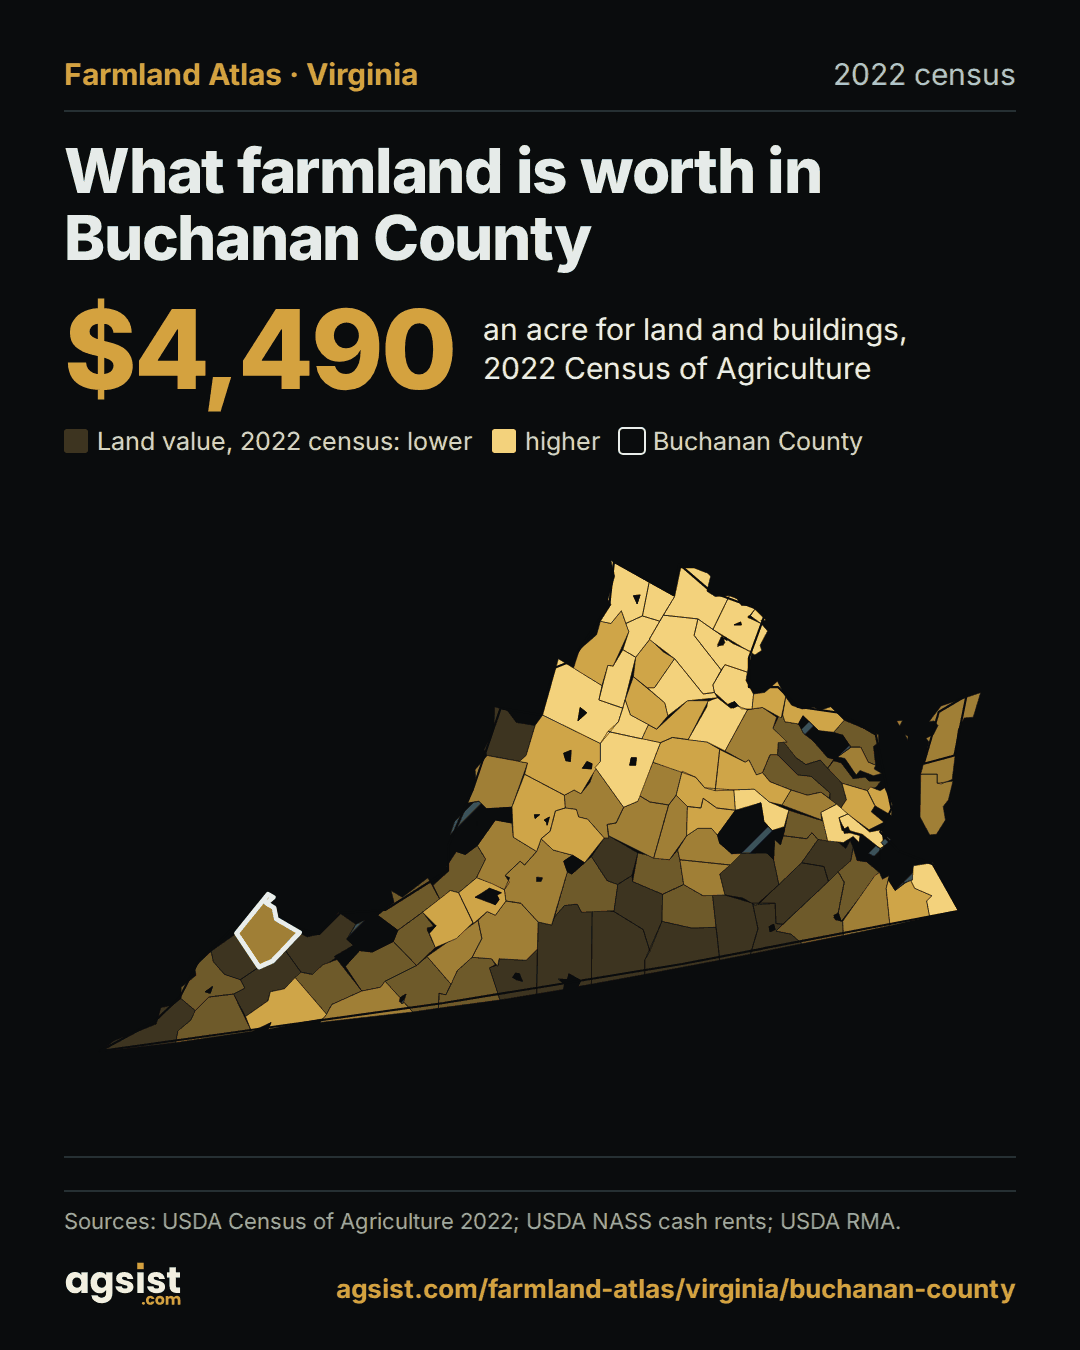 Farmland Atlas · Virginia
2022 census
What farmland is worth in
Buchanan County
$4,490
an acre for land and buildings,
2022 Census of Agriculture
Land value, 2022 census: lower higher Buchanan County
Sources: USDA Census of Agriculture 2022; USDA NASS cash rents; USDA RMA.
agsist
.com
agsist.com/farmland-atlas/virginia/buchanan-county